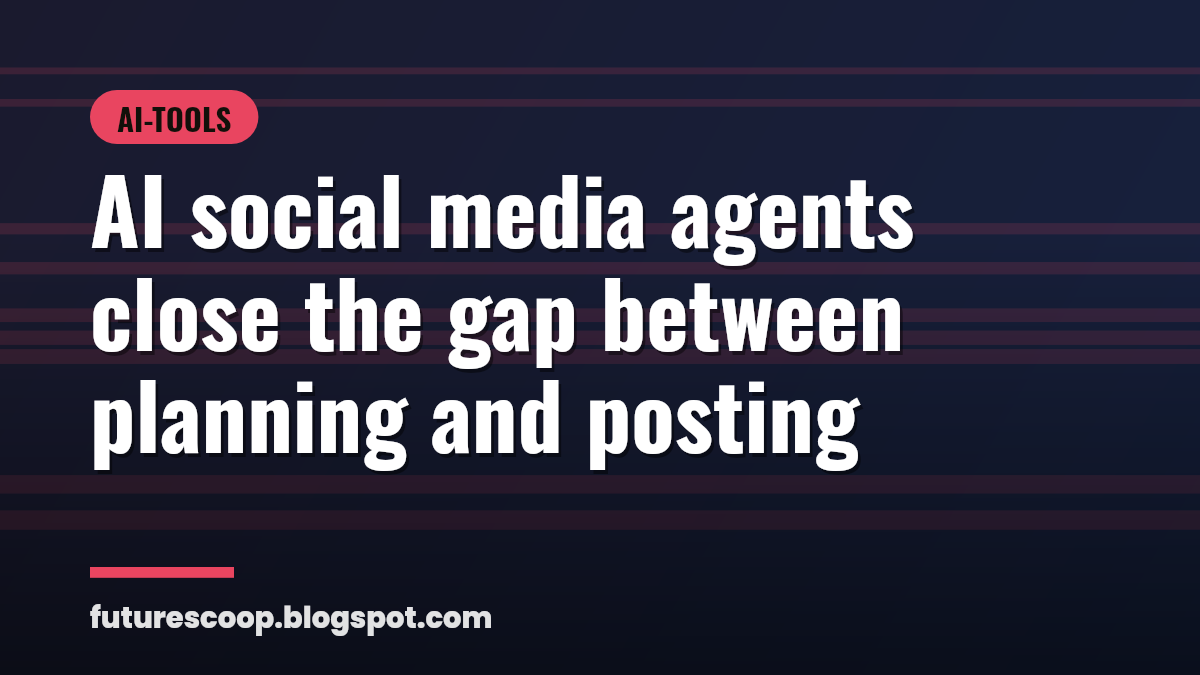 AI-TOOLS
AI social media agents
close the gap between
planning and posting
futurescoop.blogspot.com